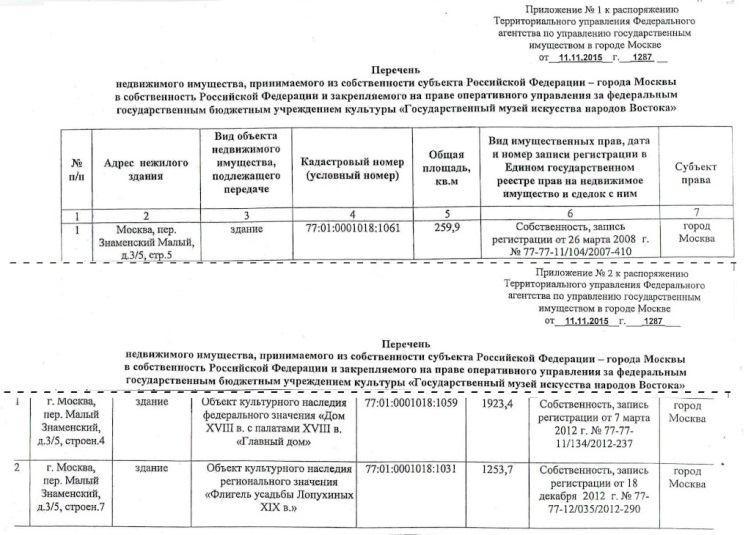 Приложение № 1 к распоряжению
Территориального управления Федерального
агентства по управлению государственным
имуществом в городе Москве
от 11.11.2015 г. 1287
Перечень
недвижимого имущества, принимаемого из собственности субъекта Российской Федерации – города Москвы
в собственность Российской Федерации и закрепляемого на праве оперативного управления за федеральным
государственным бюджетным учреждением культуры «Государственный музей искусства народов Востока»
№ п/п
Адрес нежилого здания
Вид объекта недвижимого имущества, подлежащего передаче
Кадастровый номер (условный номер)
Общая площадь, кв.м
Вид имущественных прав, дата и номер записи регистрации в Едином государственном реестре прав на недвижимое имущество и сделок с ним
Субъект права
1 2 3 4 5 6 7
1
Москва, пер.
Знаменский Малый,
д.3/5, стр.5
здание
77:01:0001018:1061
259,9
Собственность, запись
регистрации от 26 марта 2008 г.
№ 77-77-11/104/2007-410
город
Москва
Приложение № 2 к распоряжению
Территориального управления Федерального
агентства по управлению государственным
имуществом в городе Москве
от 11.11.2015 г. 1287
Перечень
недвижимого имущества, принимаемого из собственности субъекта Российской Федерации – города Москвы
в собственность Российской Федерации и закрепляемого на праве оперативного управления за федеральным
государственным бюджетным учреждением культуры «Государственный музей искусства народов Востока»
1
г. Москва,
пер. Малый
Знаменский,
д.3/5, строен.4
здание
Объект культурного наследия
федерального значения «Дом
XVIII в. с палатами XVIII в.
«Главный дом»
77:01:0001018:1059
1923,4
Собственность, запись
регистрации от 7 марта
2012 г. № 77-77-
11/134/2012-237
город
Москва
2
г. Москва,
пер. Малый
Знаменский,
д.3/5, строен.7
здание
Объект культурного наследия
регионального значения
«Флигель усадьбы Лопухиных
XIX в.»
77:01:0001018:1031
1253,7
Собственность, запись
регистрации от 18
декабря 2012 г. № 77-
77-12/035/2012-290
город
Москва